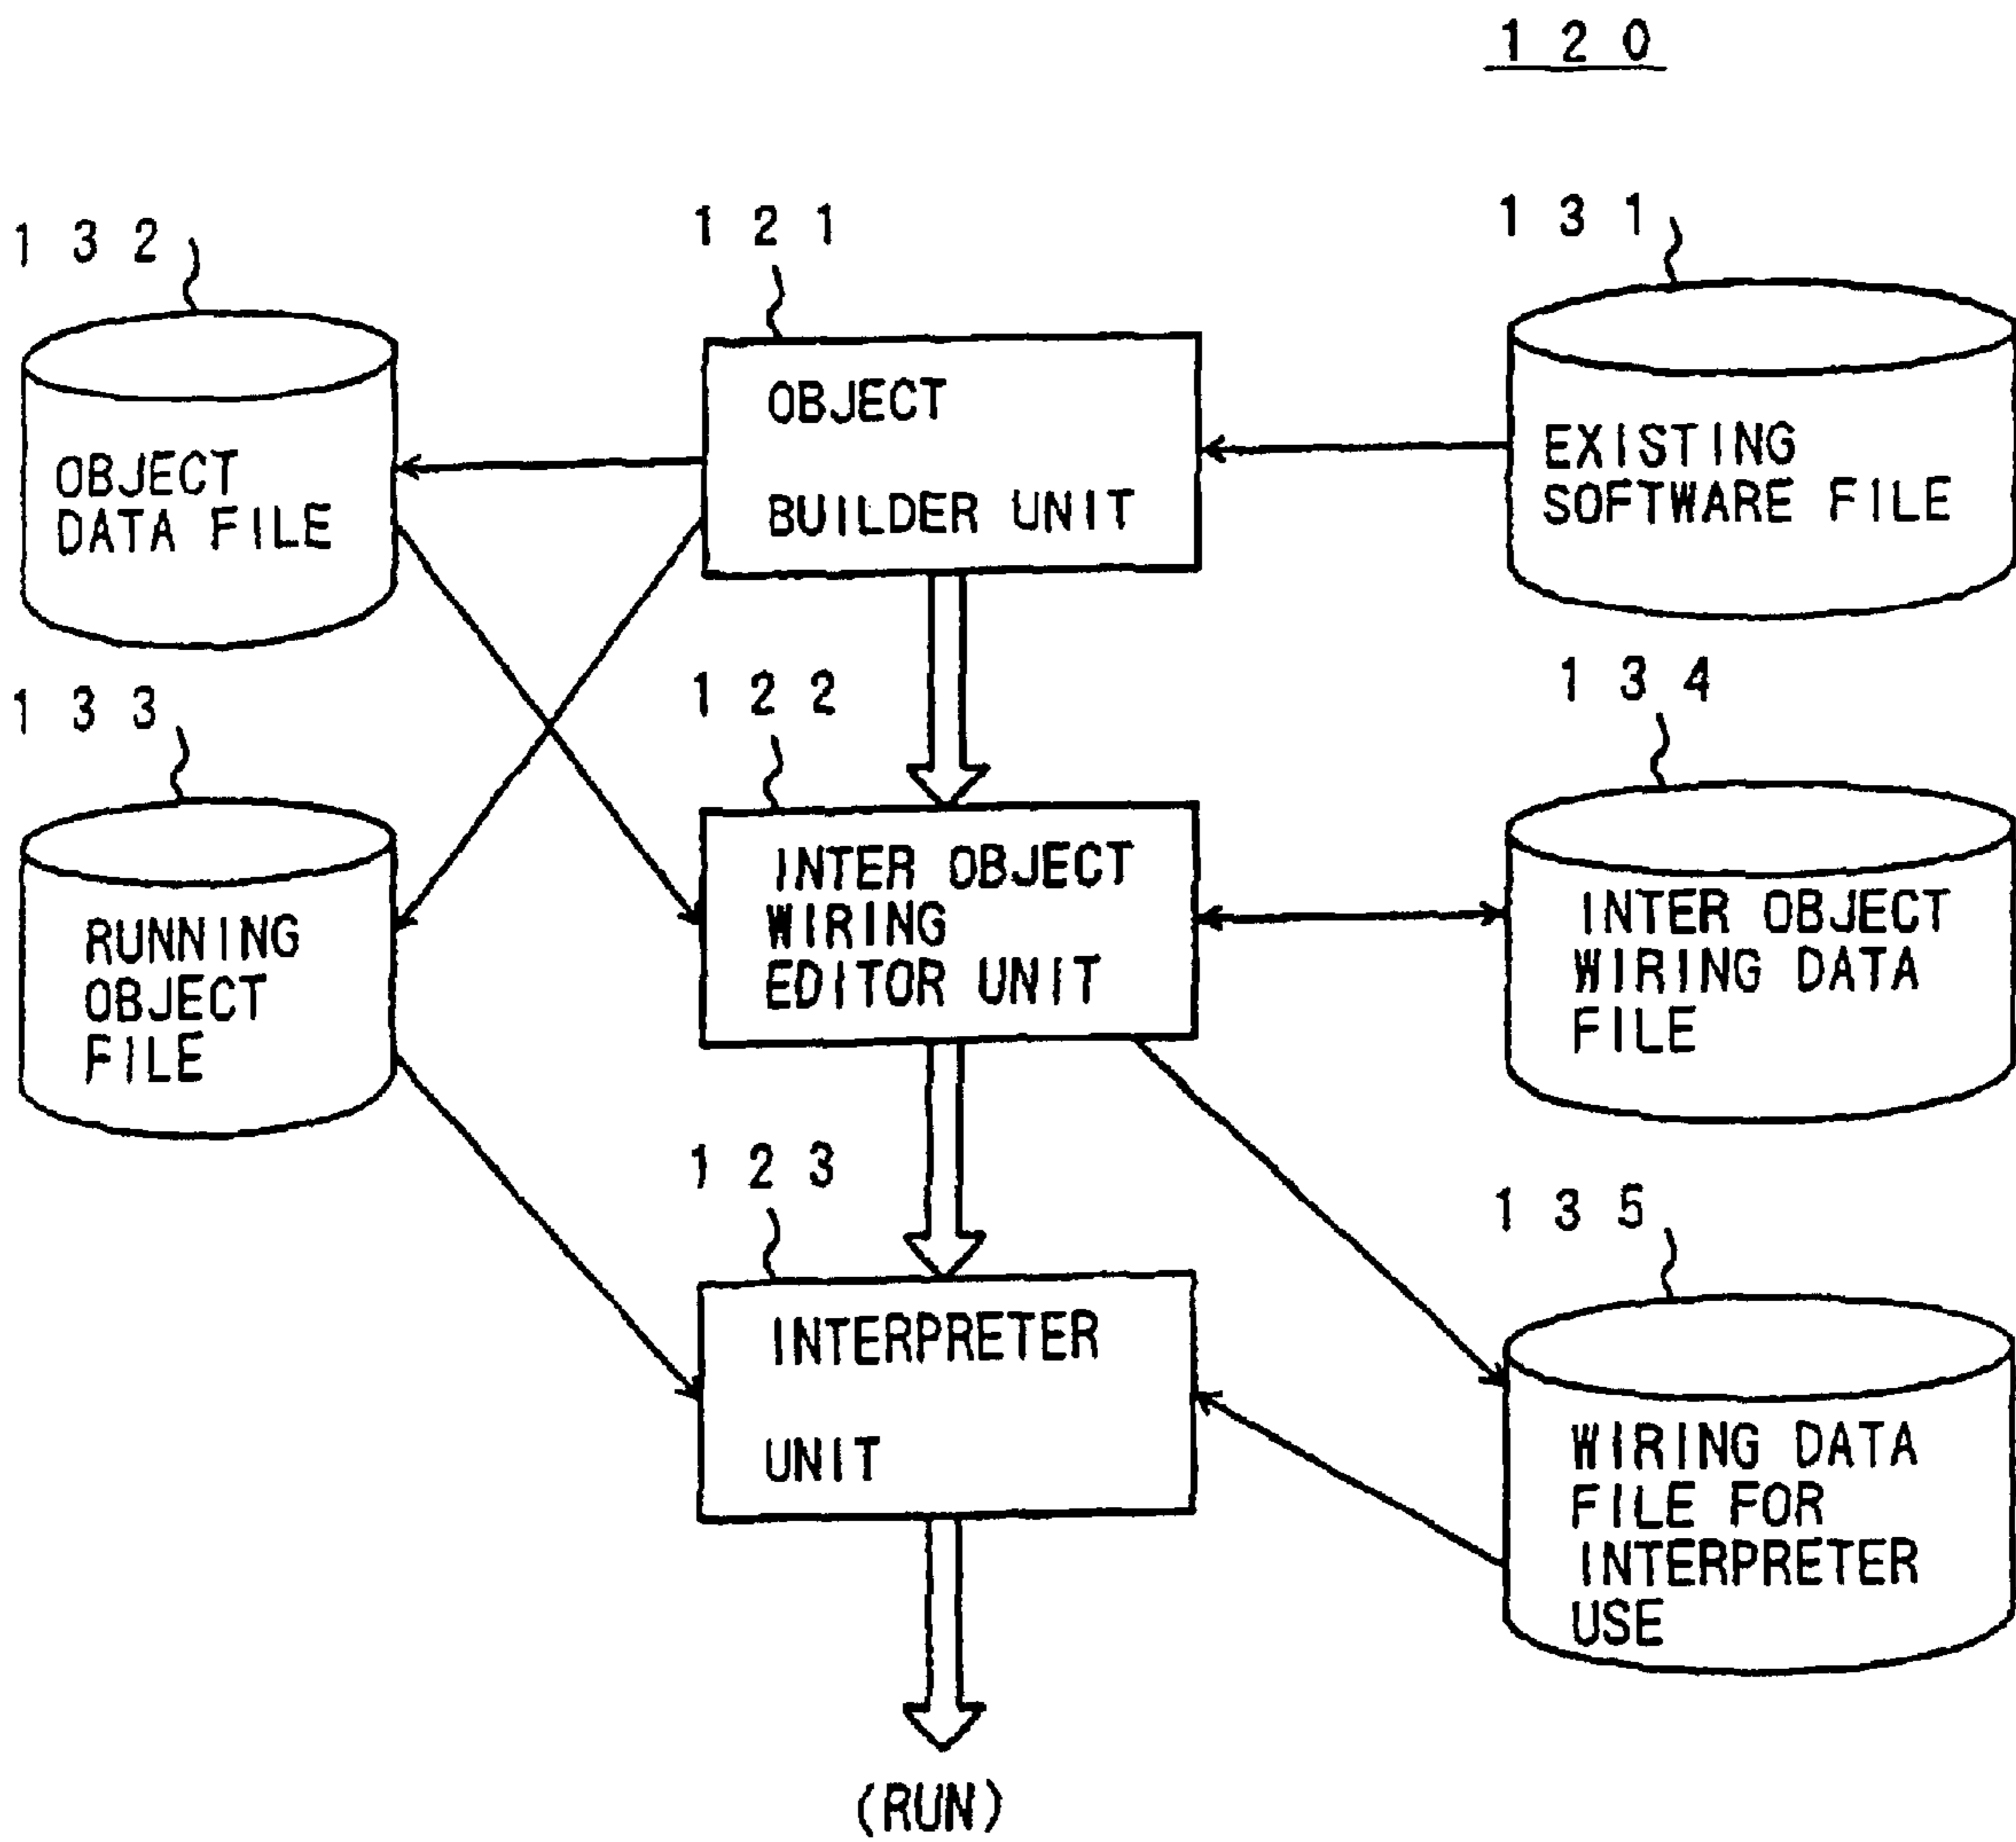 120
132
121
131
OBJECT
DATA FILE
OBJECT
BUILDER UNIT
EXISTING
SOFTWARE FILE
133
122
134
RUNNING
OBJECT
FILE
INTER OBJECT
WIRING
EDITOR UNIT
INTER OBJECT
WIRING DATA
FILE
123
135
INTERPRETER
UNIT
WIRING DATA
FILE FOR
INTERPRETER
USE
(RUN)